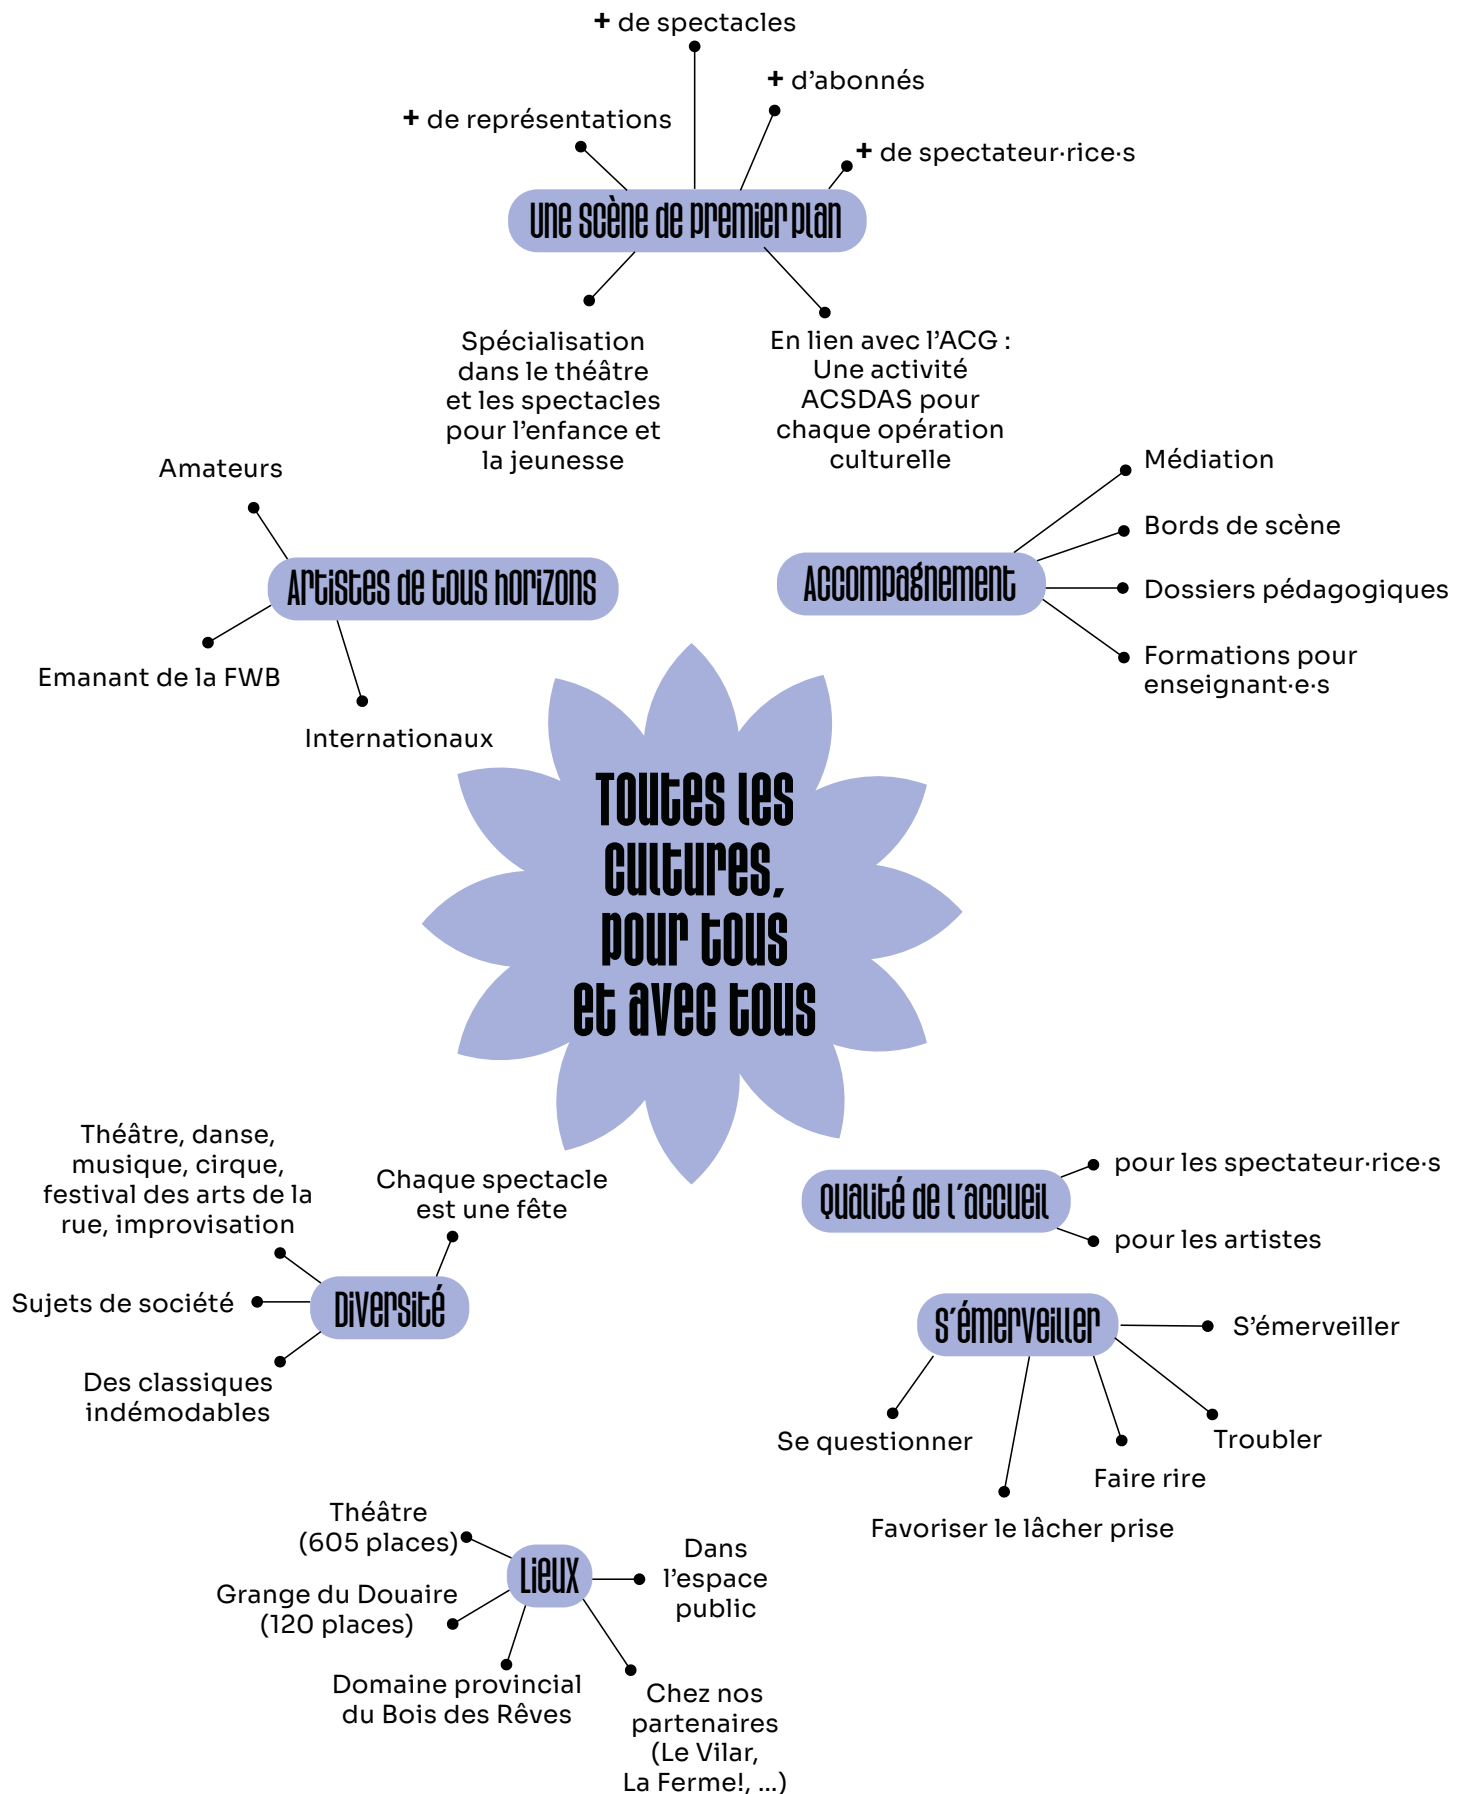 + de spectacles
+ d’abonnés
+ de représentations
+ de spectateur·rice·s
Une scène de premier plan
Spécialisation
dans le théâtre
et les spectacles
pour l’enfance et
la jeunesse
En lien avec l’ACG :
Une activité
ACSDAS pour
chaque opération
culturelle
Amateurs
Artistes de tous horizons
Emanant de la FWB
Internationaux
Médiation
Bords de scène
Accompagnement
Dossiers pédagogiques
Formations pour
enseignant·e·s
Toutes les
cultures,
pour tous
et avec tous
Théâtre, danse,
musique, cirque,
festival des arts de la
rue, improvisation
Chaque spectacle
est une fête
Diversité
Sujets de société
Des classiques
indémodables
pour les spectateur·rice·s
Qualité de l’accueil
pour les artistes
S’émerveiller
S’émerveiller
Se questionner
Troubler
Faire rire
Favoriser le lâcher prise
Théâtre
(605 places)
Lieux
Dans
l’espace
public
Grange du Douaire
(120 places)
Domaine provincial
du Bois des Rêves
Chez nos
partenaires
(Le Vilar,
La Ferme!, ...)